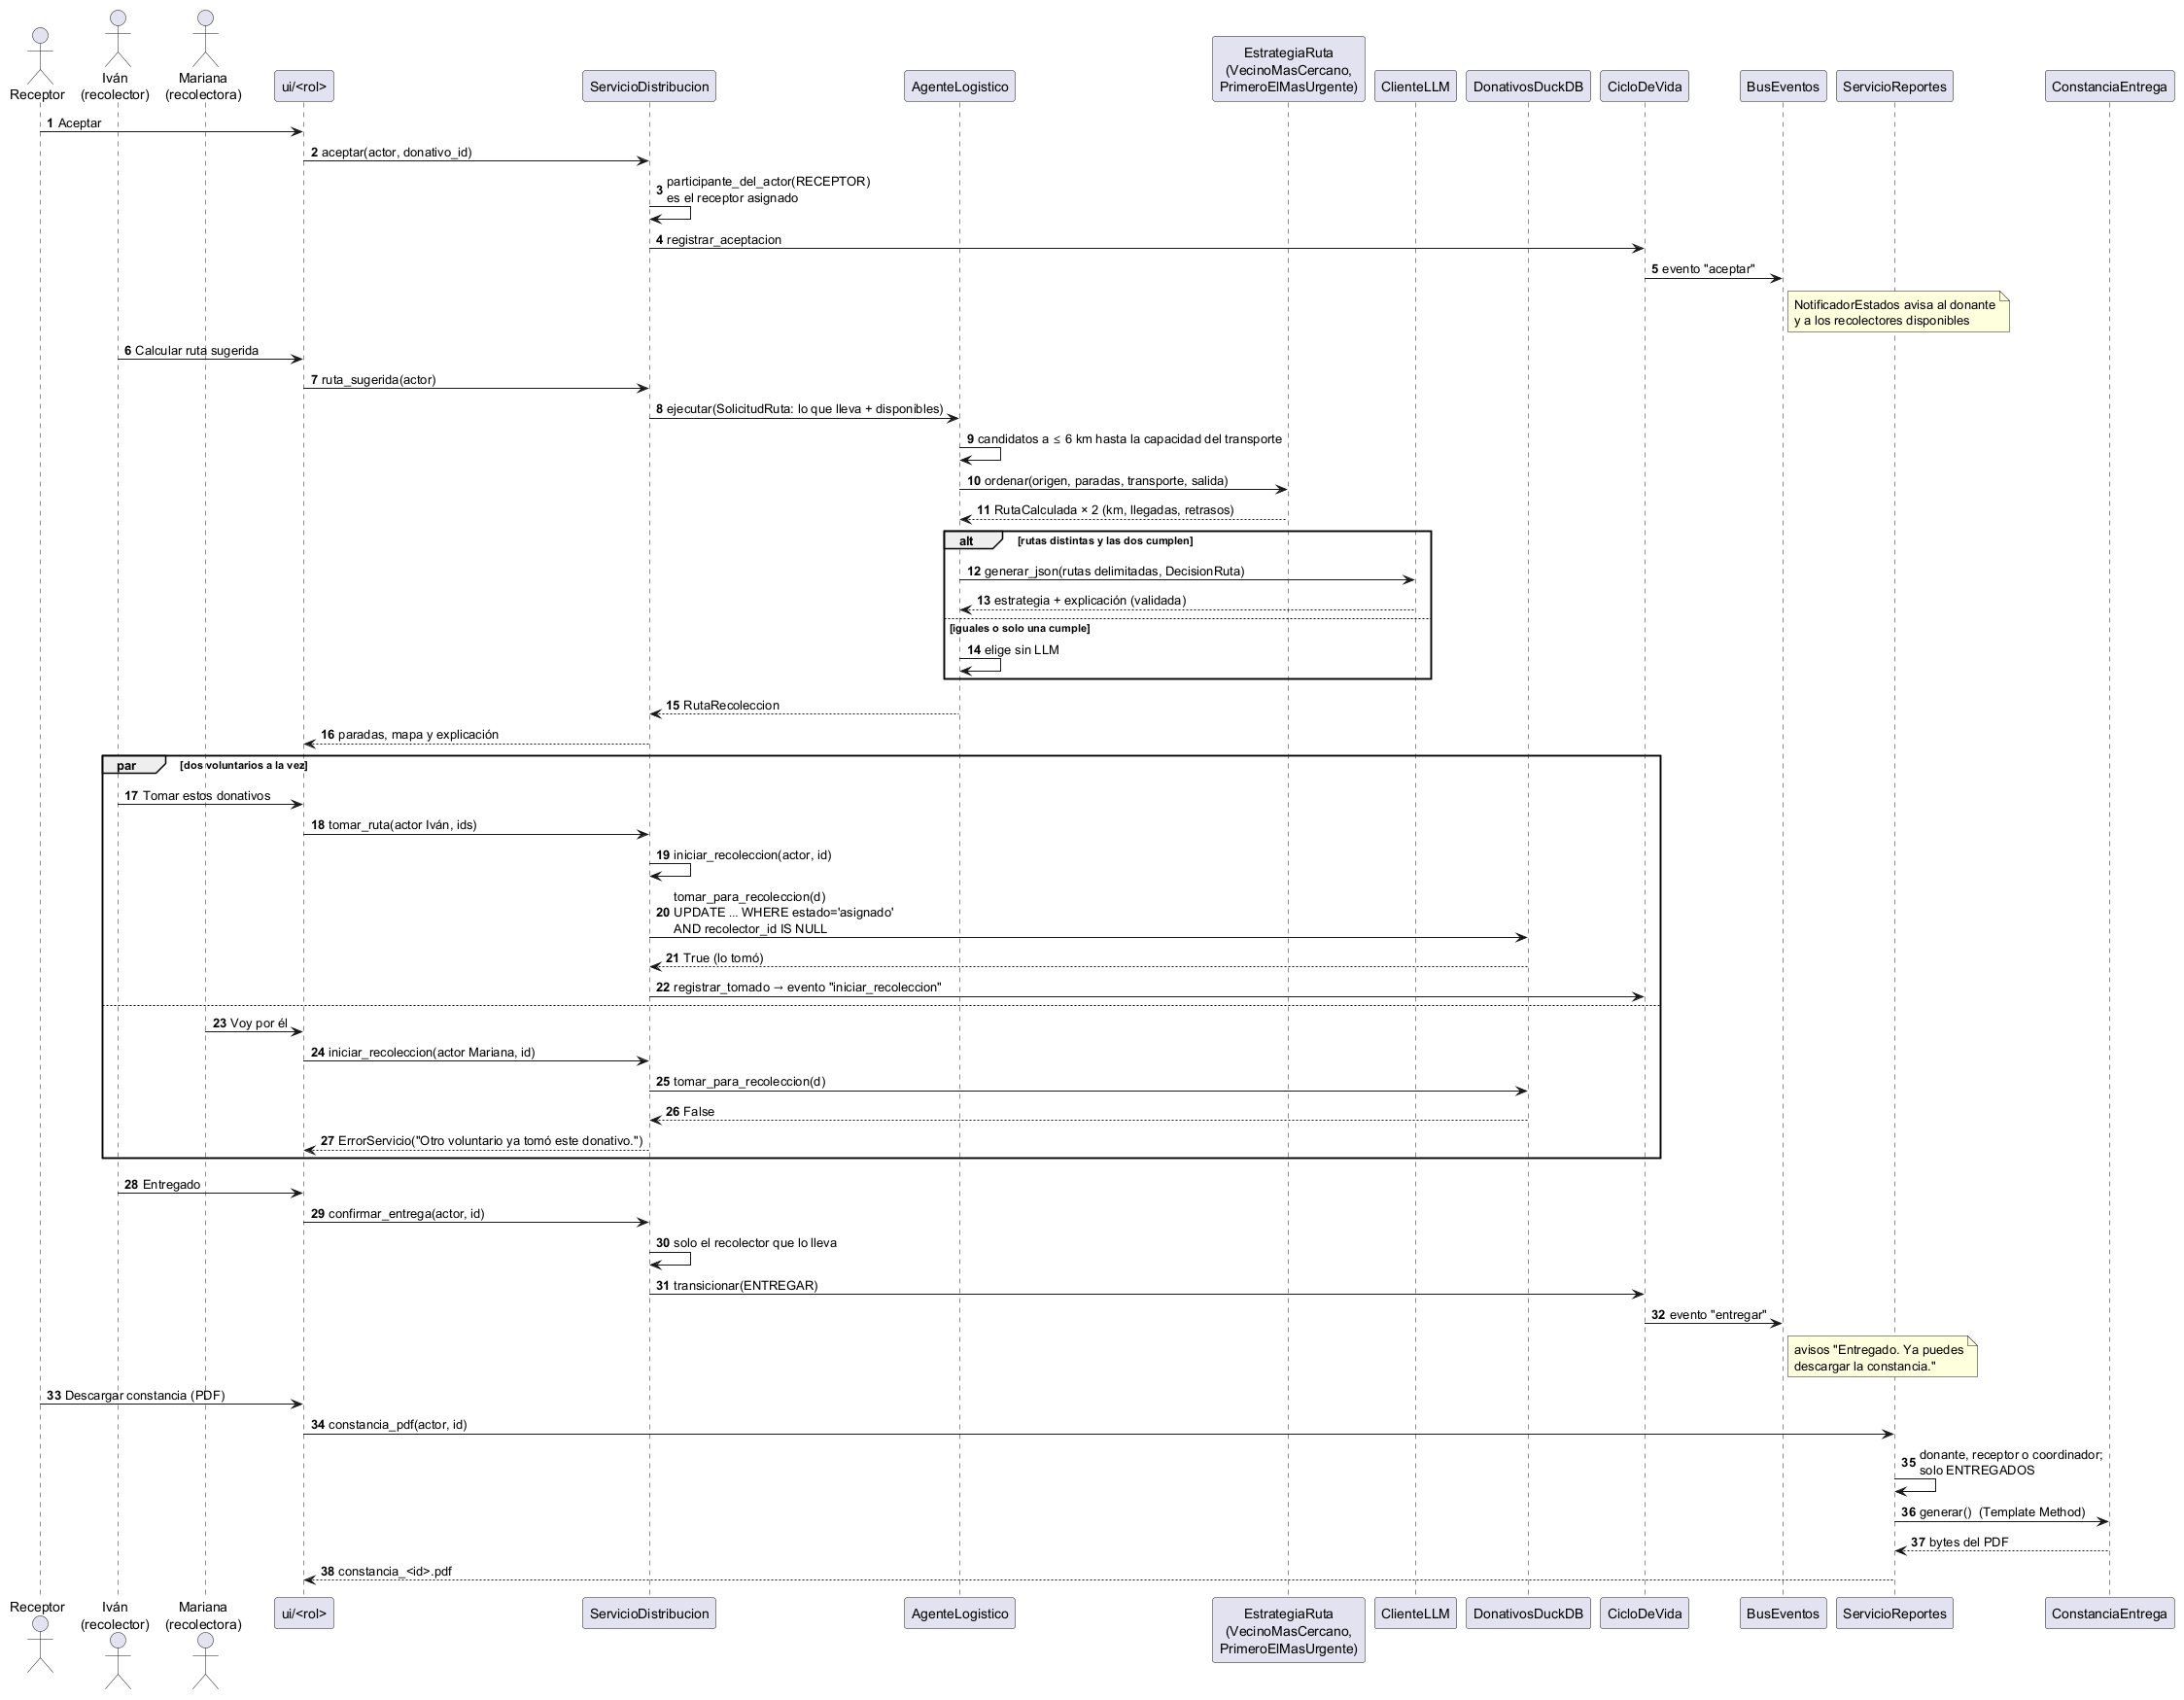 Receptor
Iván
(recolector)
Mariana
(recolectora)
ui/<rol>
ServicioDistribucion
AgenteLogistico
EstrategiaRuta
(VecinoMasCercano,
PrimeroElMasUrgente)
ClienteLLM
DonativosDuckDB
CicloDeVida
BusEventos
ServicioReportes
ConstanciaEntrega
1 Aceptar
2 aceptar(actor, donativo_id)
3 participante_del_actor(RECEPTOR)
es el receptor asignado
4 registrar_aceptacion
5 evento "aceptar"
NotificadorEstados avisa al donante
y a los recolectores disponibles
6 Calcular ruta sugerida
7 ruta_sugerida(actor)
8 ejecutar(SolicitudRuta: lo que lleva + disponibles)
9 candidatos a ≤ 6 km hasta la capacidad del transporte
10 ordenar(origen, paradas, transporte, salida)
11 RutaCalculada × 2 (km, llegadas, retrasos)
alt [rutas distintas y las dos cumplen]
12 generar_json(rutas delimitadas, DecisionRuta)
13 estrategia + explicación (validada)
[iguales o solo una cumple]
14 elige sin LLM
15 RutaRecoleccion
16 paradas, mapa y explicación
par [dos voluntarios a la vez]
17 Tomar estos donativos
18 tomar_ruta(actor Iván, ids)
19 iniciar_recoleccion(actor, id)
tomar_para_recoleccion(d)
20 UPDATE ... WHERE estado='asignado'
AND recolector_id IS NULL
21 True (lo tomó)
22 registrar_tomado → evento "iniciar_recoleccion"
23 Voy por él
24 iniciar_recoleccion(actor Mariana, id)
25 tomar_para_recoleccion(d)
26 False
27 ErrorServicio("Otro voluntario ya tomó este donativo.")
28 Entregado
29 confirmar_entrega(actor, id)
30 solo el recolector que lo lleva
31 transicionar(ENTREGAR)
32 evento "entregar"
avisos "Entregado. Ya puedes
descargar la constancia."
33 Descargar constancia (PDF)
34 constancia_pdf(actor, id)
35 donante, receptor o coordinador;
solo ENTREGADOS
36 generar() (Template Method)
37 bytes del PDF
38 constancia_<id>.pdf
Receptor
Iván
(recolector)
Mariana
(recolectora)
ui/<rol>
ServicioDistribucion
AgenteLogistico
EstrategiaRuta
(VecinoMasCercano,
PrimeroElMasUrgente)
ClienteLLM
DonativosDuckDB
CicloDeVida
BusEventos
ServicioReportes
ConstanciaEntrega